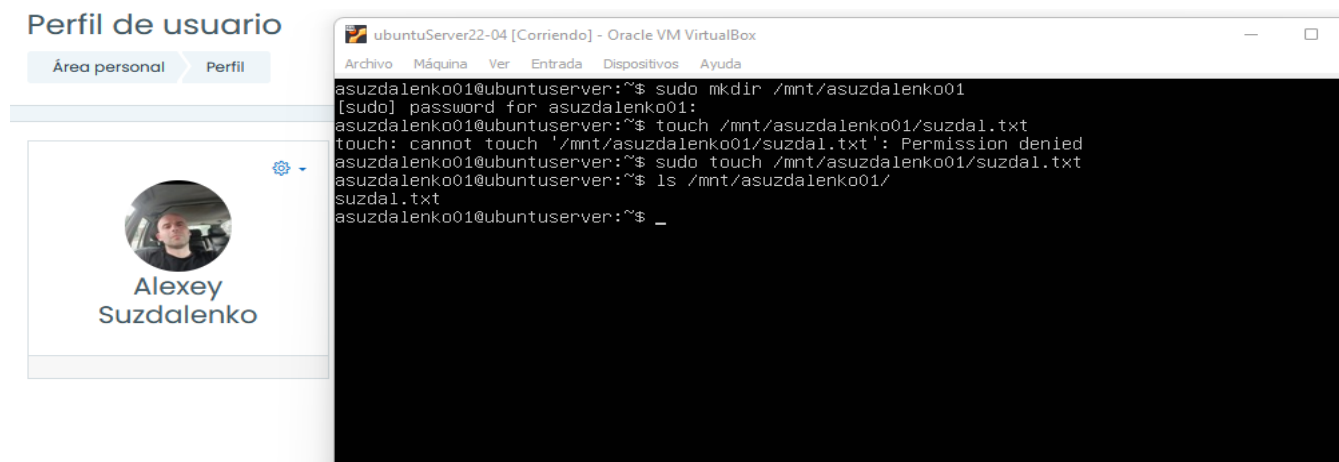 Perfil de usuario
Área personal
Perfil
Alexey
Suzdalenko
ubuntuServer22-04 [Corriendo] - Oracle VM VirtualBox
Archivo Máquina Ver Entrada Dispositivos Ayuda
asuzdalenko01@ubuntuserver:~$ sudo mkdir /mnt/asuzdalenko01
[sudo] password for asuzdalenko01:
asuzdalenko01@ubuntuserver:~$ touch /mnt/asuzdalenko01/suzdal.txt
touch: cannot touch '/mnt/asuzdalenko01/suzdal.txt': Permission denied
asuzdalenko01@ubuntuserver:~$ sudo touch /mnt/asuzdalenko01/suzdal.txt
asuzdalenko01@ubuntuserver:~$ ls /mnt/asuzdalenko01/
suzdal.txt
asuzdalenko01@ubuntuserver:~$ _